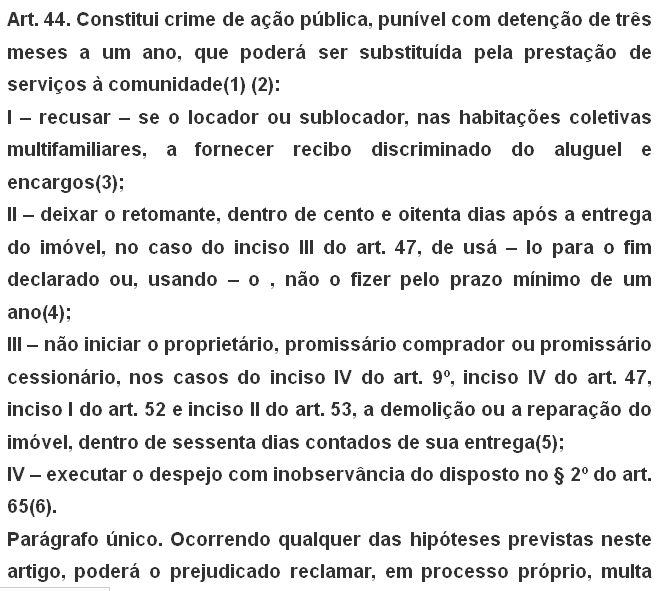 Art. 44. Constitui crime de ação pública, punível com detenção de três
meses a um ano, que poderá ser substituída pela prestação de
serviços à comunidade(1) (2):
I – recusar – se o locador ou sublocador, nas habitações coletivas
multifamiliares, a fornecer recibo discriminado do aluguel e
encargos(3);
II – deixar o retomante, dentro de cento e oitenta dias após a entrega
do imóvel, no caso do inciso III do art. 47, de usá – lo para o fim
declarado ou, usando – o , não o fizer pelo prazo mínimo de um
ano(4);
III – não iniciar o proprietário, promissário comprador ou promissário
cessionário, nos casos do inciso IV do art. 9º, inciso IV do art. 47,
inciso I do art. 52 e inciso II do art. 53, a demolição ou a reparação do
imóvel, dentro de sessenta dias contados de sua entrega(5);
IV – executar o despejo com inobservância do disposto no § 2º do art.
65(6).
Parágrafo único. Ocorrendo qualquer das hipóteses previstas neste
artigo, poderá o prejudicado reclamar, em processo próprio, multa